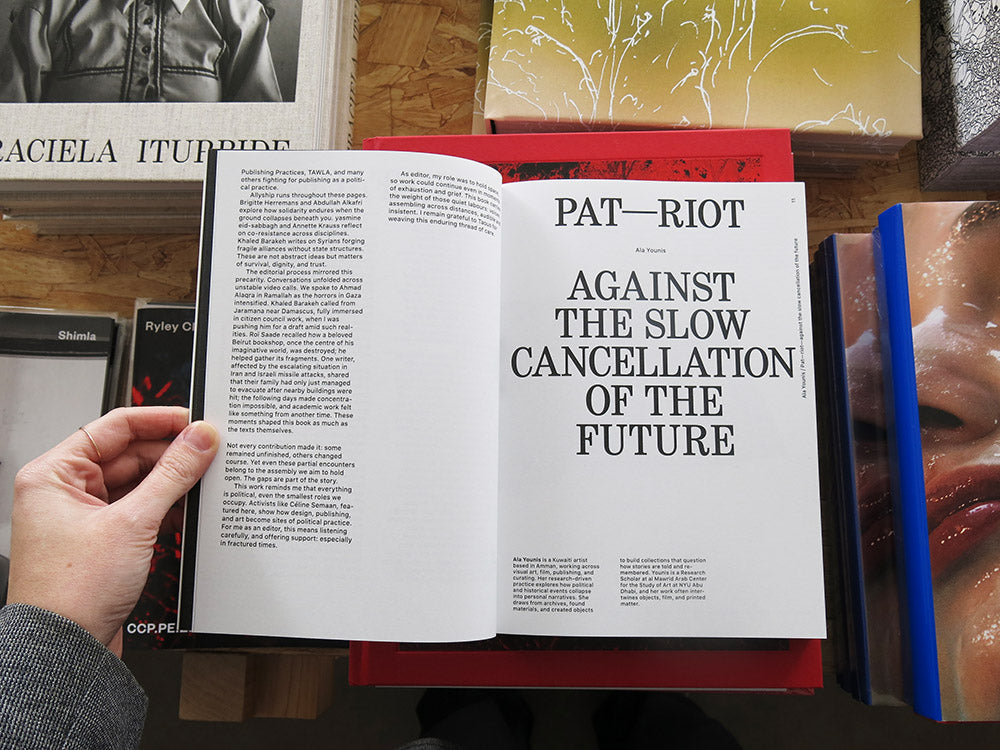 RACIELA ITURBIDE
Shimla
Ryley Cl
CCP.PE
Publishing Practices, TAWLA, and many
others fighting for publishing as a politi-
cal practice.
Allyship runs throughout these pages.
Brigitte Herremans and Abdullah Alkafri
explore how solidarity endures when the
ground collapses beneath you. yasmine
eid-sabbagh and Annette Krauss reflect
on co-resistance across disciplines.
Khaled Barakeh writes on Syrians forging
fragile alliances without state structures.
These are not abstract ideas but matters
of survival, dignity, and trust.
The editorial process mirrored this
precarity. Conversations unfolded across
unstable video calls. We spoke to Ahmad
Alaqra in Ramallah as the horrors in Gaza
intensified. Khaled Barakeh called from
Jaramana near Damascus, fully immersed
in citizen council work, when I was
pushing him for a draft amid such real-
ities. Roi Saade recalled how a beloved
Beirut bookshop, once the centre of his
imaginative world, was destroyed; he
helped gather its fragments. One writer,
affected by the escalating situation in
Iran and Israeli missile attacks, shared
that their family had only just managed
to evacuate after nearby buildings were
hit; the following days made concentra-
tion impossible, and academic work felt
like something from another time. These
moments shaped this book as much as
the texts themselves.
Not every contribution made it: some
remained unfinished, others changed
course. Yet even these partial encounters
belong to the assembly we aim to hold
open. The gaps are part of the story.
This work reminds me that everything
is political, even the smallest roles we
occupy. Activists like Céline Semaan, fea-
tured here, show how design, publishing,
and art become sites of political practice.
For me as an editor, this means listening
carefully, and offering support: especially
in fractured times.
As editor, my role was to hold space
so work could continue even in moments
of exhaustion and grief. This book carries
the weight of those quiet labours: voices
assembling across distances, audible and
insistent. I remain grateful to Taous for
weaving this enduring thread of care.
PAT—RIOT
Ala Younis
AGAINST
THE SLOW
CANCELLATION
OF THE
FUTURE
Ala Younis is a Kuwaiti artist
based in Amman, working across
visual art, film, publishing, and
curating. Her research-driven
practice explores how political
and historical events collapse
into personal narratives. She
draws from archives, found
materials, and created objects
to build collections that question
how stories are told and re-
membered. Younis is a Research
Scholar at al Mawrid Arab Center
for the Study of Art at NYU Abu
Dhabi, and her work often inter-
twines objects, film, and printed
matter.
11
Ala Younis / Pat—riot—against the slow cancellation of the future